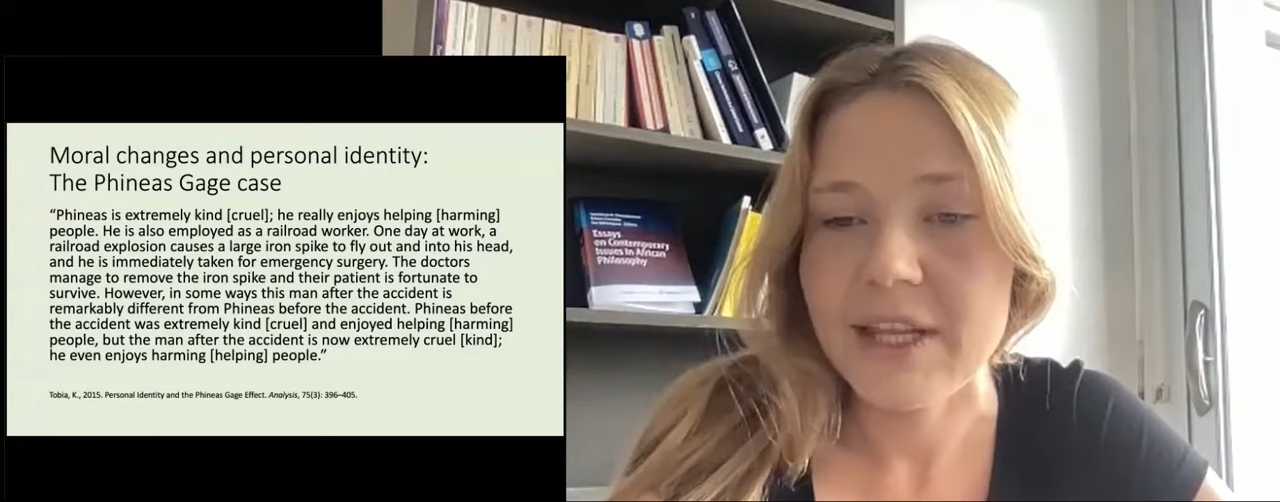 Moral changes and personal identity:
The Phineas Gage case
“Phineas is extremely kind [cruel]; he really enjoys helping [harming]
people. He is also employed as a railroad worker. One day at work, a
railroad explosion causes a large iron spike to fly out and into his head,
and he is immediately taken for emergency surgery. The doctors
manage to remove the iron spike and their patient is fortunate to
survive. However, in some ways this man after the accident is
remarkably different from Phineas before the accident. Phineas before
the accident was extremely kind [cruel] and enjoyed helping [harming]
people, but the man after the accident is now extremely cruel [kind];
he even enjoys harming [helping] people.”
Tobia, K., 2015. Personal Identity and the Phineas Gage Effect. Analysis, 75(3): 396–405.
Essays
on Contemporary
Issues in African
Philosophy